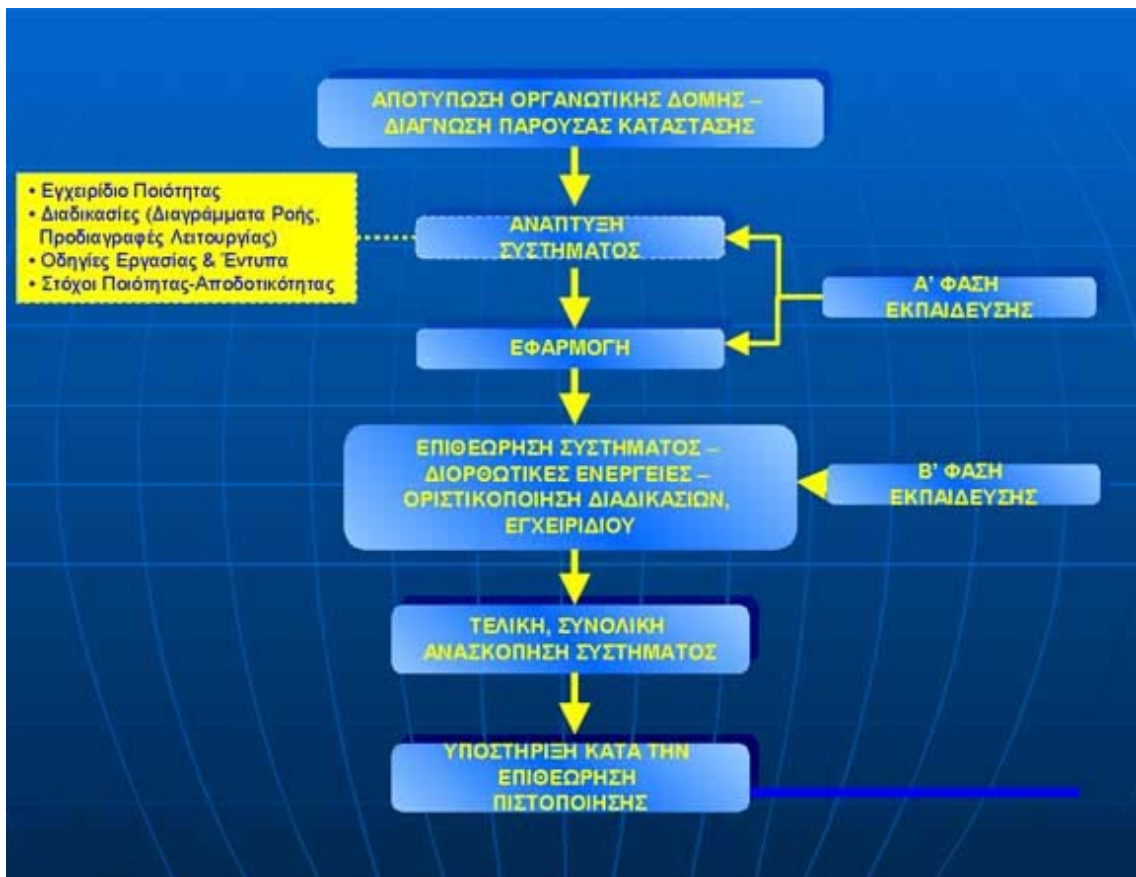 ΑΠΟΤΥΠΩΣΗ ΟΡΓΑΝΩΤΙΚΗΣ ΔΟΜΗΣ –
ΔΙΑΓΝΩΣΗ ΠΑΡΟΥΣΑΣ ΚΑΤΑΣΤΑΣΗΣ
• Εγχειρίδιο Ποιότητας
• Διαδικασίες (Διαγράμματα Ροής,
Προδιαγραφές Λειτουργίας)
• Οδηγίες Εργασίας & Έντυπα
• Στόχοι Ποιότητας-Αποδοτικότητας
ΑΝΑΠΤΥΞΗ
ΣΥΣΤΗΜΑΤΟΣ
Α' ΦΑΣΗ
ΕΚΠΑΙΔΕΥΣΗΣ
ΕΦΑΡΜΟΓΗ
ΕΠΙΘΕΩΡΗΣΗ ΣΥΣΤΗΜΑΤΟΣ –
ΔΙΟΡΘΩΤΙΚΕΣ ΕΝΕΡΓΕΙΕΣ –
ΟΡΙΣΤΙΚΟΠΟΙΗΣΗ ΔΙΑΔΙΚΑΣΙΩΝ,
ΕΓΧΕΙΡΙΔΙΟΥ
Β' ΦΑΣΗ
ΕΚΠΑΙΔΕΥΣΗΣ
ΤΕΛΙΚΗ, ΣΥΝΟΛΙΚΗ
ΑΝΑΣΚΟΠΗΣΗ ΣΥΣΤΗΜΑΤΟΣ
ΥΠΟΣΤΗΡΙΞΗ ΚΑΤΑ ΤΗΝ
ΕΠΙΘΕΩΡΗΣΗ
ΠΙΣΤΟΠΟΙΗΣΗΣ